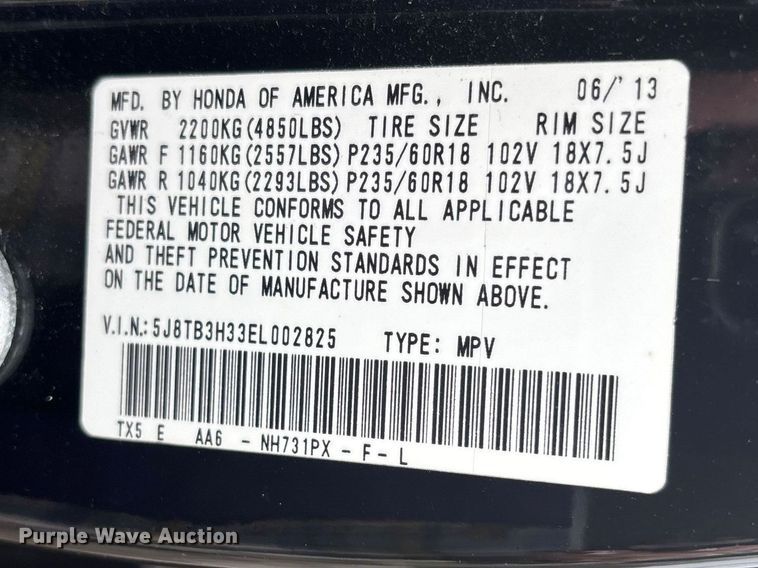 MFD. BY HONDA OF AMERICA MFG., INC. 06/'13
GVWR 2200KG(4850LBS) TIRE SIZE RIM SIZE
GAWR F 1160KG(2557LBS) P235/60R18 102V 18X7.5J
GAWR R 1040KG(2293LBS) P235/60R18 102V 18X7.5J
THIS VEHICLE CONFORMS TO ALL APPLICABLE
FEDERAL MOTOR VEHICLE SAFETY
AND THEFT PREVENTION STANDARDS IN EFFECT
ON THE DATE OF MANUFACTURE SHOWN ABOVE.
V.I.N.: 5J8TB3H33EL002825 TYPE: MPV
TX5 E AA6 - NH731PX - F - L
Purple Wave Auction